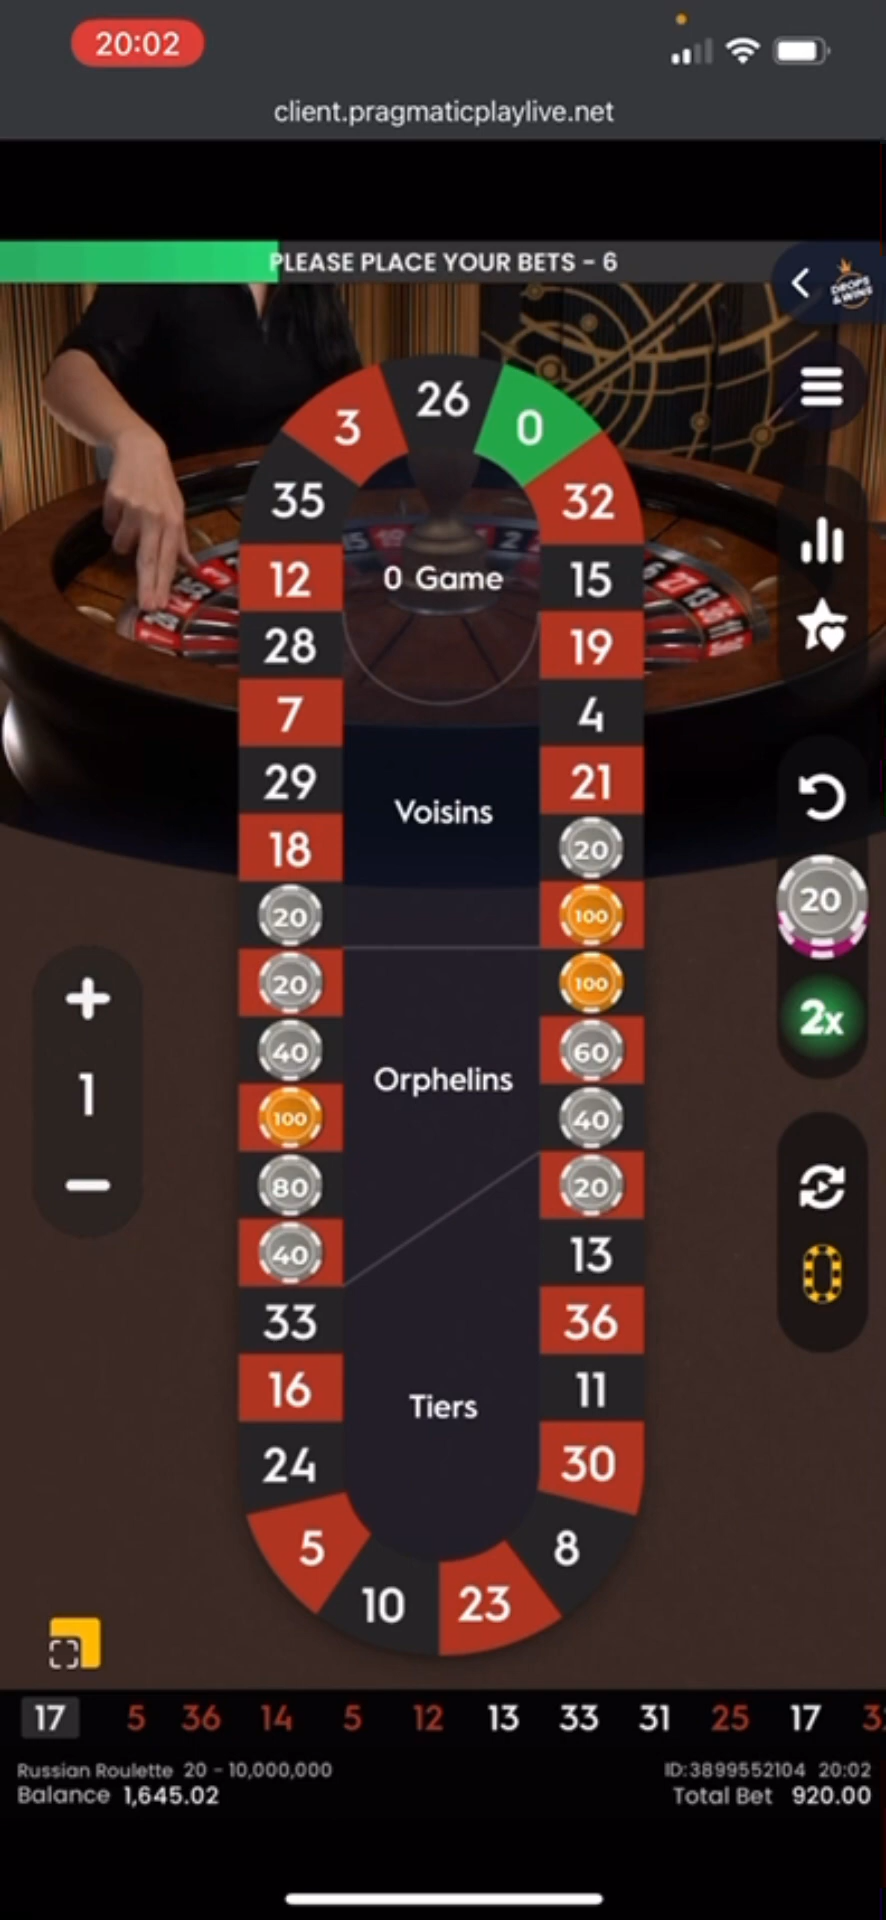 20:02
client.pragmaticplaylive.net
PLEASE PLACE YOUR BETS - 6
DROPS
&WINS
3 26 0
35 32
12 0 Game 15
28 19
7 4
29 Voisins 21
18 20
20 100
20 100
40 Orphelins 60
100 40
80 20
40 13
33 36
16 11
24 Tiers 30
5 8
10 23
20
2x
+
1
−
17 5 36 14 5 12 13 33 31 25 17
Russian Roulette 20 - 10,000,000 ID:3899552104 20:02
Balance 1,645.02 Total Bet 920.00